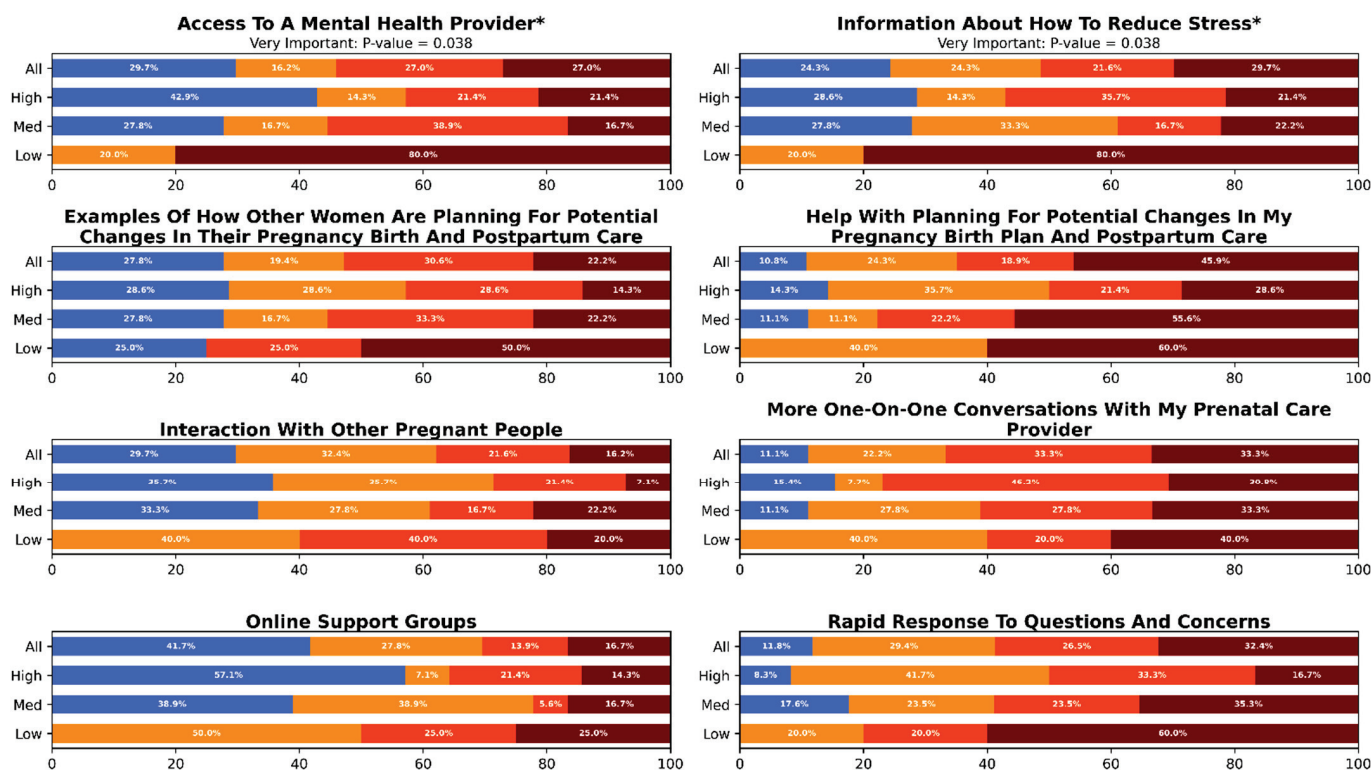 Access To A Mental Health Provider*
Very Important: P-value = 0.038
All 29.7% 16.2% 27.0% 27.0%
High 42.9% 14.3% 21.4% 21.4%
Med 27.8% 16.7% 38.9% 16.7%
Low 20.0% 80.0%
0 20 40 60 80 100
Information About How To Reduce Stress*
Very Important: P-value = 0.038
All 24.3% 24.3% 21.6% 29.7%
High 28.6% 14.3% 35.7% 21.4%
Med 27.8% 33.3% 16.7% 22.2%
Low 20.0% 80.0%
0 20 40 60 80 100
Examples Of How Other Women Are Planning For Potential
Changes In Their Pregnancy Birth And Postpartum Care
All 27.8% 19.4% 30.6% 22.2%
High 28.6% 28.6% 28.6% 14.3%
Med 27.8% 16.7% 33.3% 22.2%
Low 25.0% 25.0% 50.0%
0 20 40 60 80 100
Help With Planning For Potential Changes In My
Pregnancy Birth Plan And Postpartum Care
All 10.8% 24.3% 18.9% 45.9%
High 14.3% 35.7% 21.4% 28.6%
Med 11.1% 11.1% 22.2% 55.6%
Low 40.0% 60.0%
0 20 40 60 80 100
Interaction With Other Pregnant People
All 29.7% 32.4% 21.6% 16.2%
High 35.7% 35.7% 21.4% 7.1%
Med 33.3% 27.8% 16.7% 22.2%
Low 40.0% 40.0% 20.0%
0 20 40 60 80 100
More One-On-One Conversations With My Prenatal Care
Provider
All 11.1% 22.2% 33.3% 33.3%
High 15.4% 7.7% 46.2% 30.8%
Med 11.1% 27.8% 27.8% 33.3%
Low 40.0% 20.0% 40.0%
0 20 40 60 80 100
Online Support Groups
All 41.7% 27.8% 13.9% 16.7%
High 57.1% 7.1% 21.4% 14.3%
Med 38.9% 38.9% 5.6% 16.7%
Low 50.0% 25.0% 25.0%
0 20 40 60 80 100
Rapid Response To Questions And Concerns
All 11.8% 29.4% 26.5% 32.4%
High 8.3% 41.7% 33.3% 16.7%
Med 17.6% 23.5% 23.5% 35.3%
Low 20.0% 20.0% 60.0%
0 20 40 60 80 100